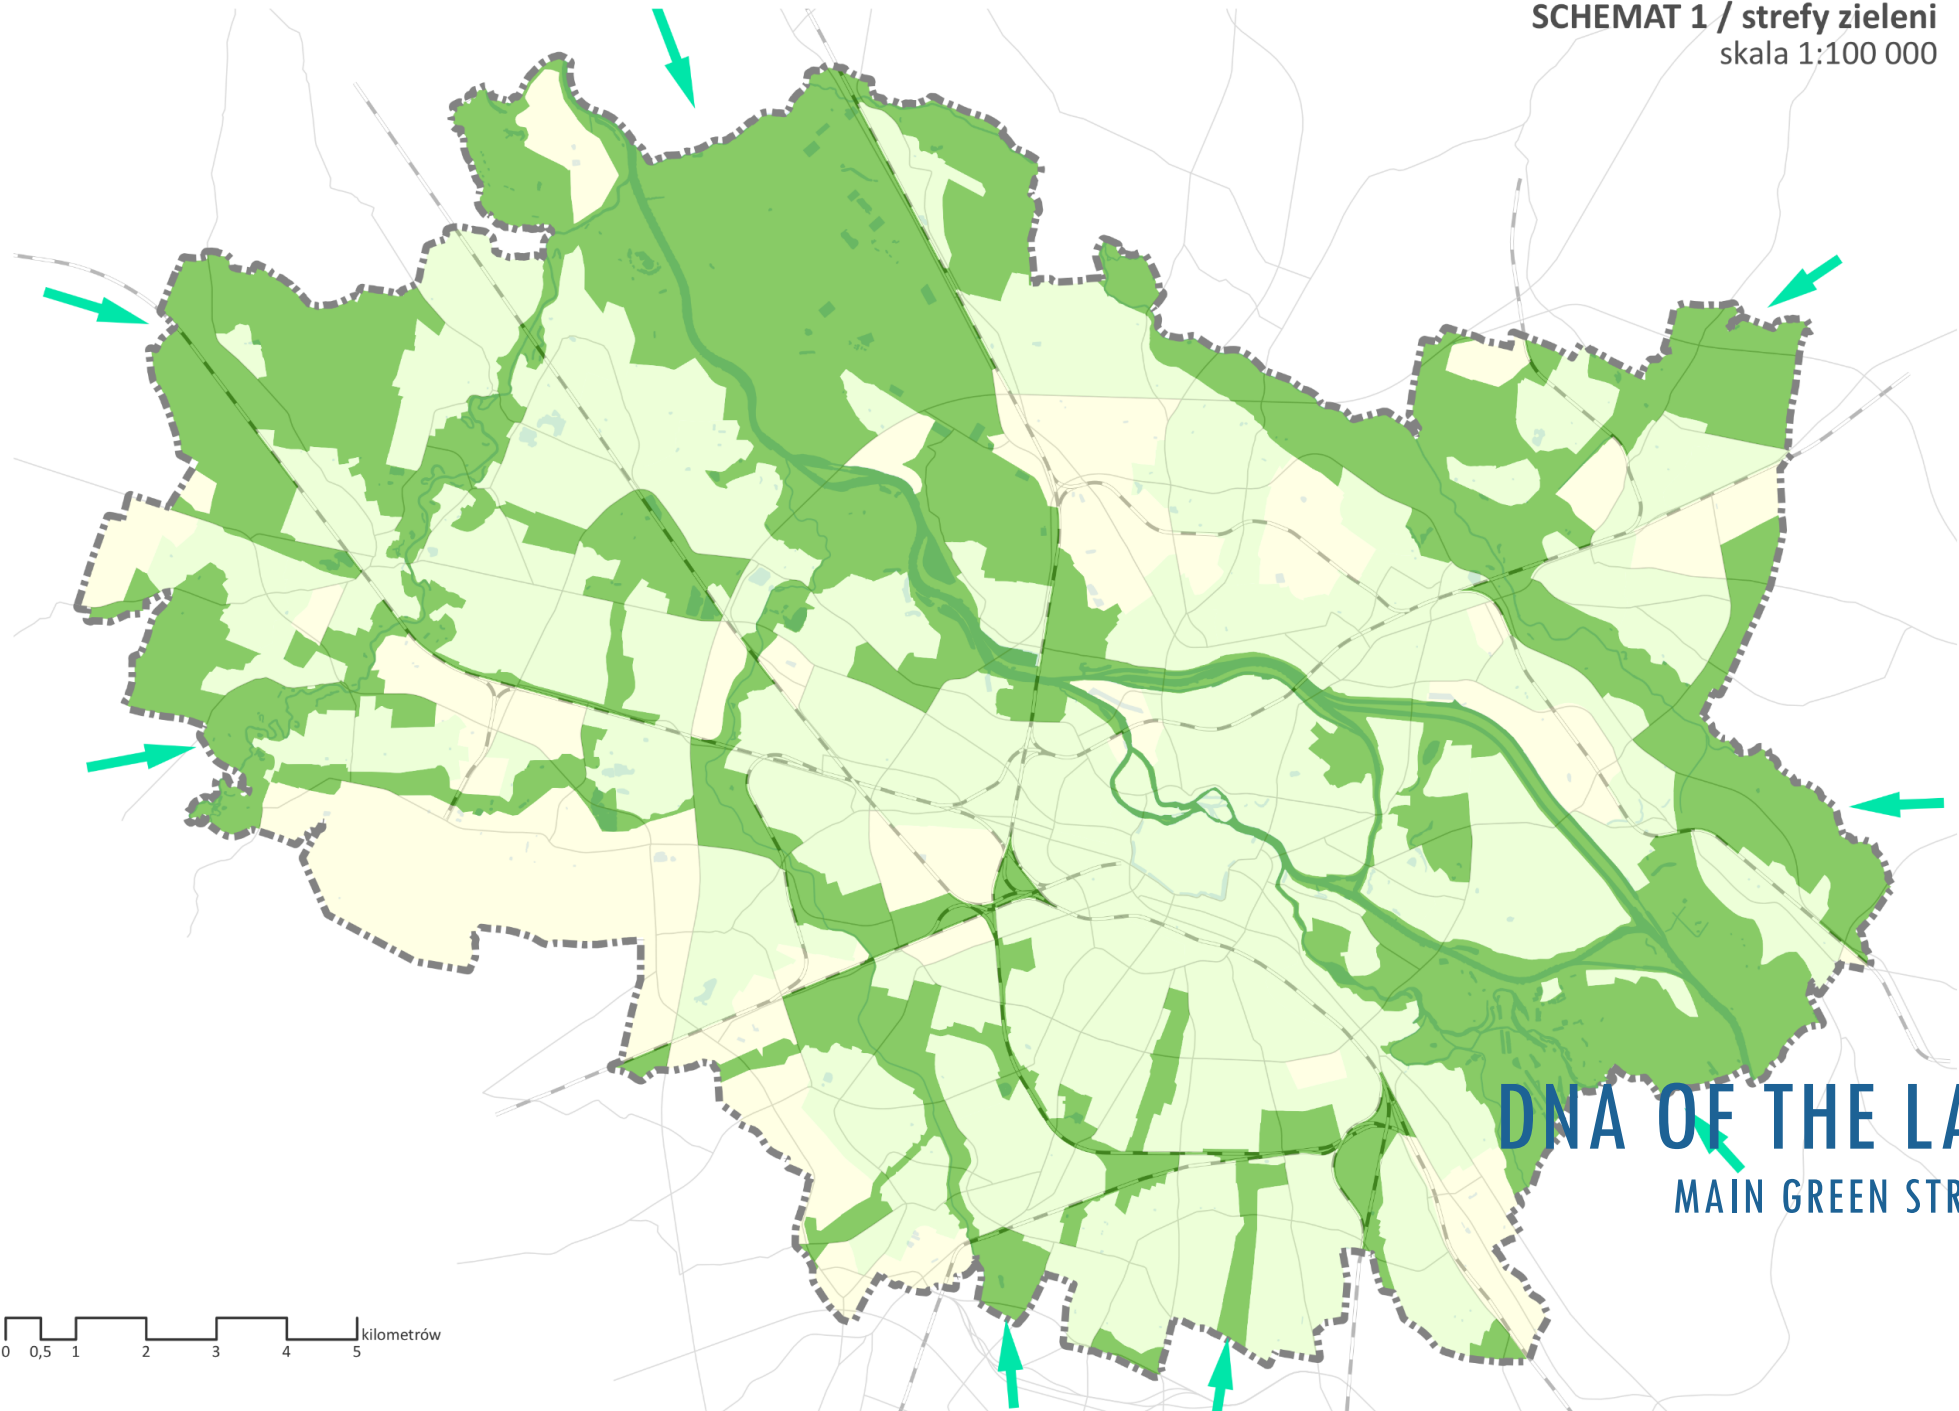 SCHEMAT 1 / strefy zieleni
skala 1:100 000
DNA OF THE LA
MAIN GREEN STR
kilometrów
0 0,5 1 2 3 4 5